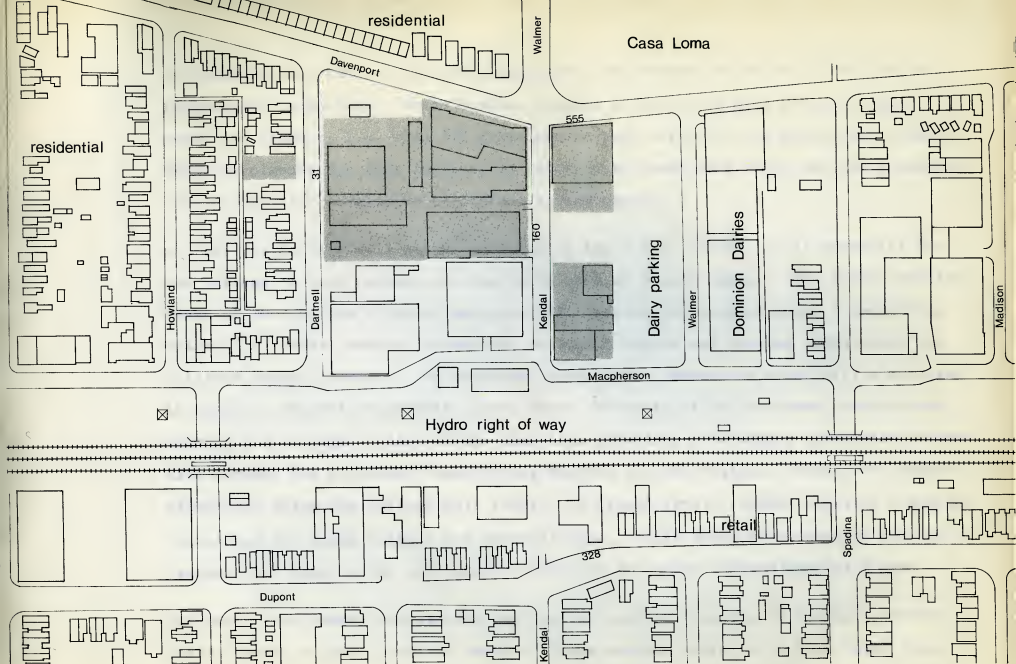 residential
Walmer
Casa Loma
Davenport
555
residential
31
160
Howland
Dartnell
Kendal
Dairy parking
Walmer
Dominion Dairies
Madison
Macpherson
Hydro right of way
retail
Spadina
328
Dupont
Kendal